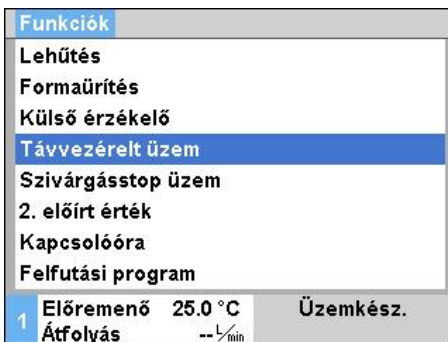 Funkciók
Lehűtés
Formaürítés
Külső érzékelő
Távvezérelt üzem
Szivárgásstop üzem
2. előírt érték
Kapcsolóóra
Felfutási program
1 Előremenő 25.0 °C Üzemkész.
Átfolyás -- L/min